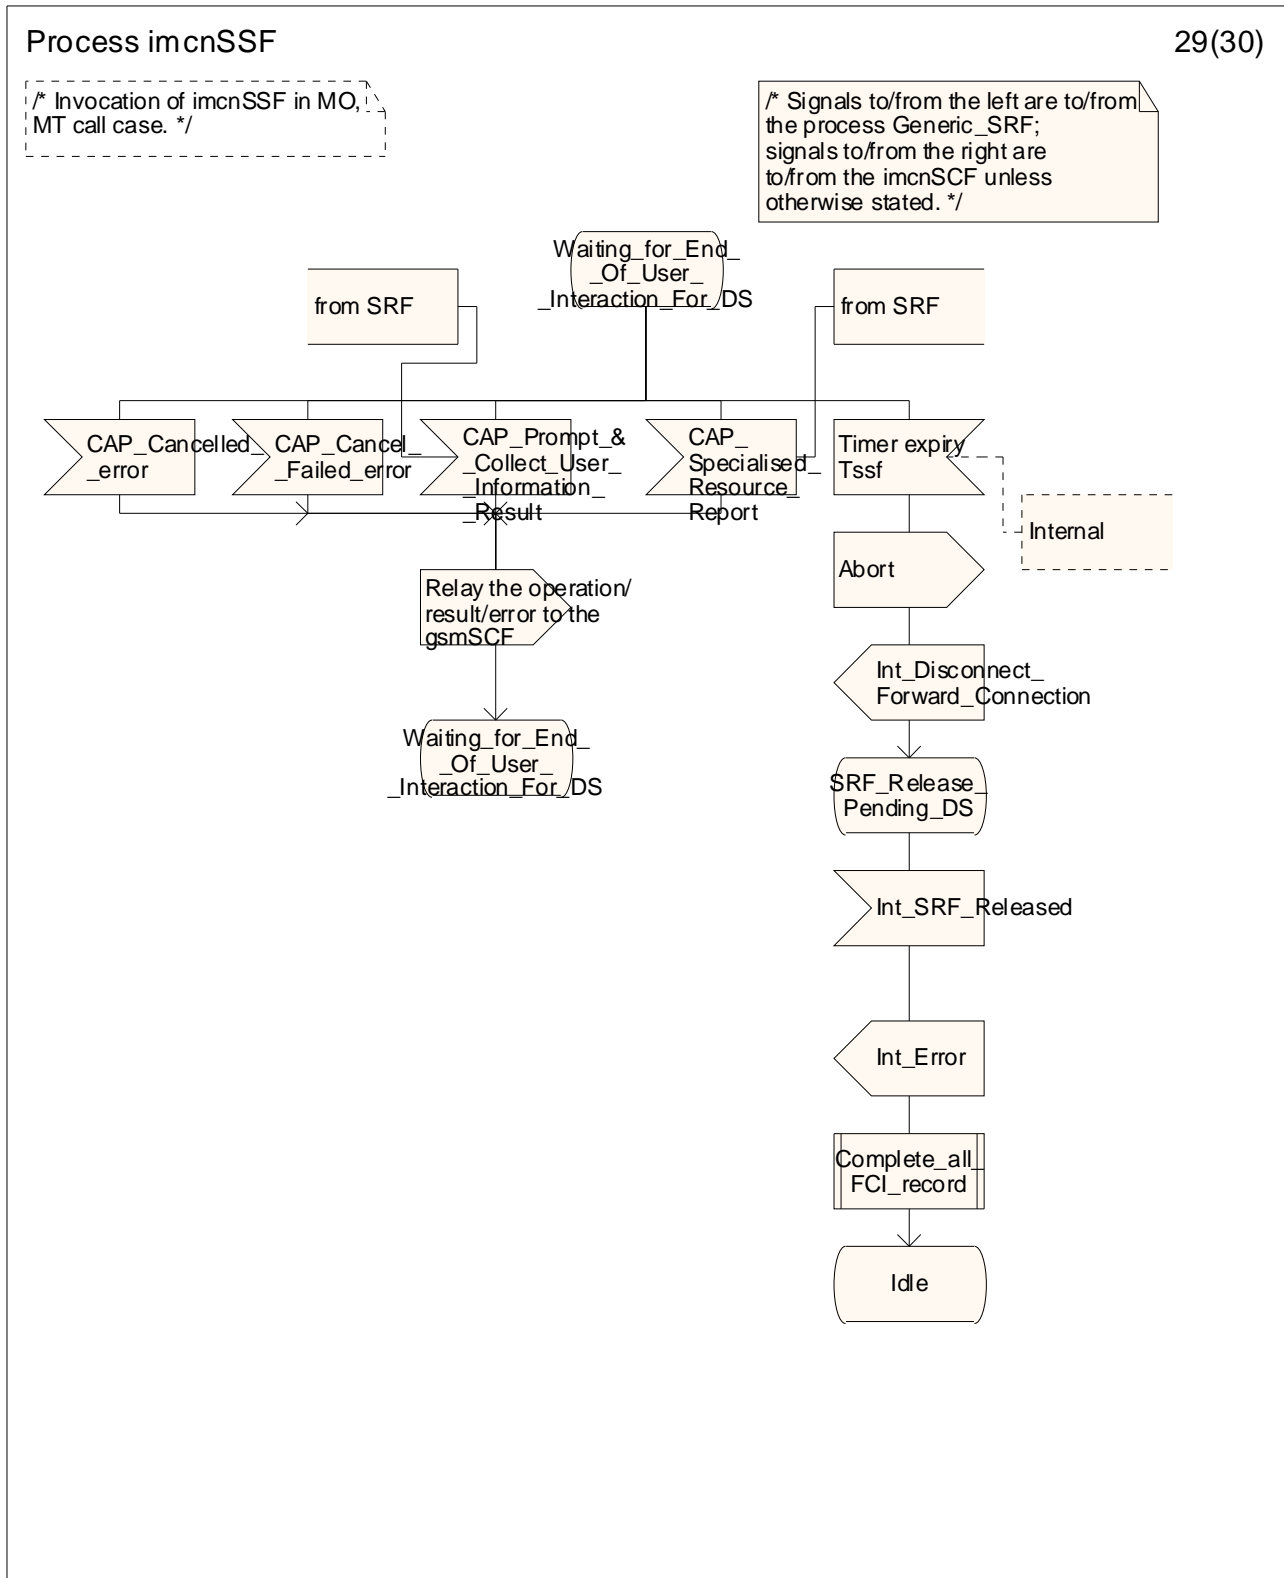 Process imcnSSF
29(30)
/* Invocation of imcnSSF in MO,
MT call case. */
/* Signals to/from the left are to/from
the process Generic_SRF;
signals to/from the right are
to/from the imcnSCF unless
otherwise stated. */
Waiting_for_End_
_Of_User_
_Interaction_For_DS
from SRF
from SRF
CAP_Cancelled_
_error
CAP_Cancel_
_Failed_error
CAP_Prompt_&
_Collect_User_
_Information_
_Result
CAP_
Specialised_
Resource_
Report
Timer expiry
Tssf
Internal
Abort
Relay the operation/
result/error to the
gsmSCF
Int_Disconnect_
Forward_Connection
Waiting_for_End_
_Of_User_
_Interaction_For_DS
SRF_Release_
Pending_DS
Int_SRF_Released
Int_Error
Complete_all_
FCI_record
Idle